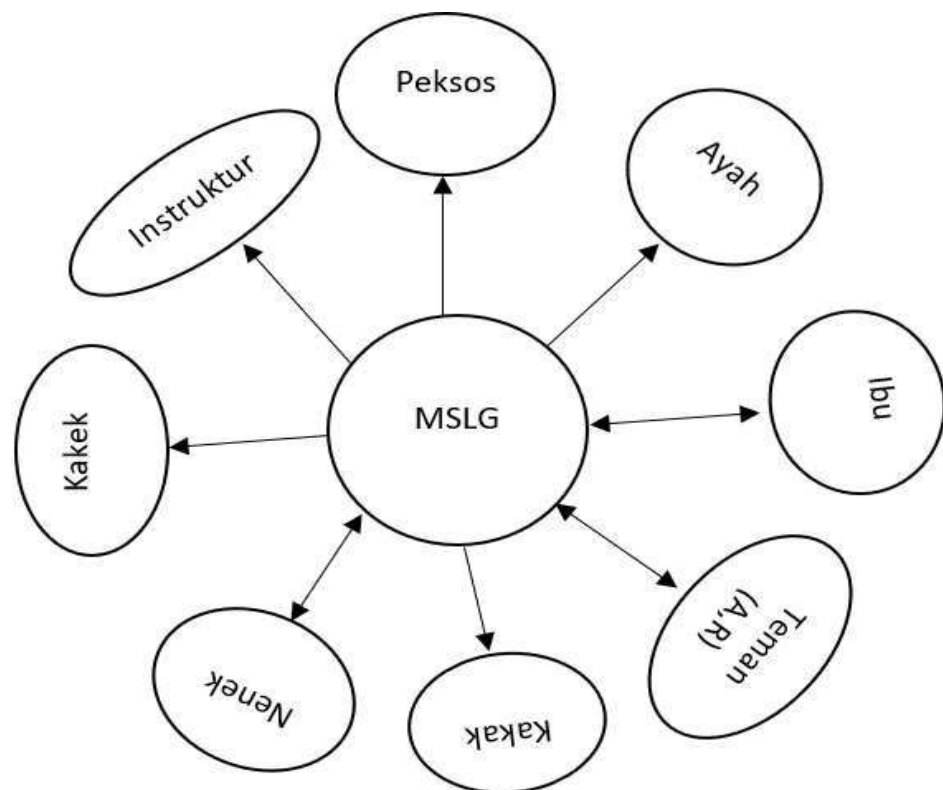 Peksos
Ayah
Instruktur
MSLG
Ibu
Kakek
Teman
(A,R)
Nenek
Kakak